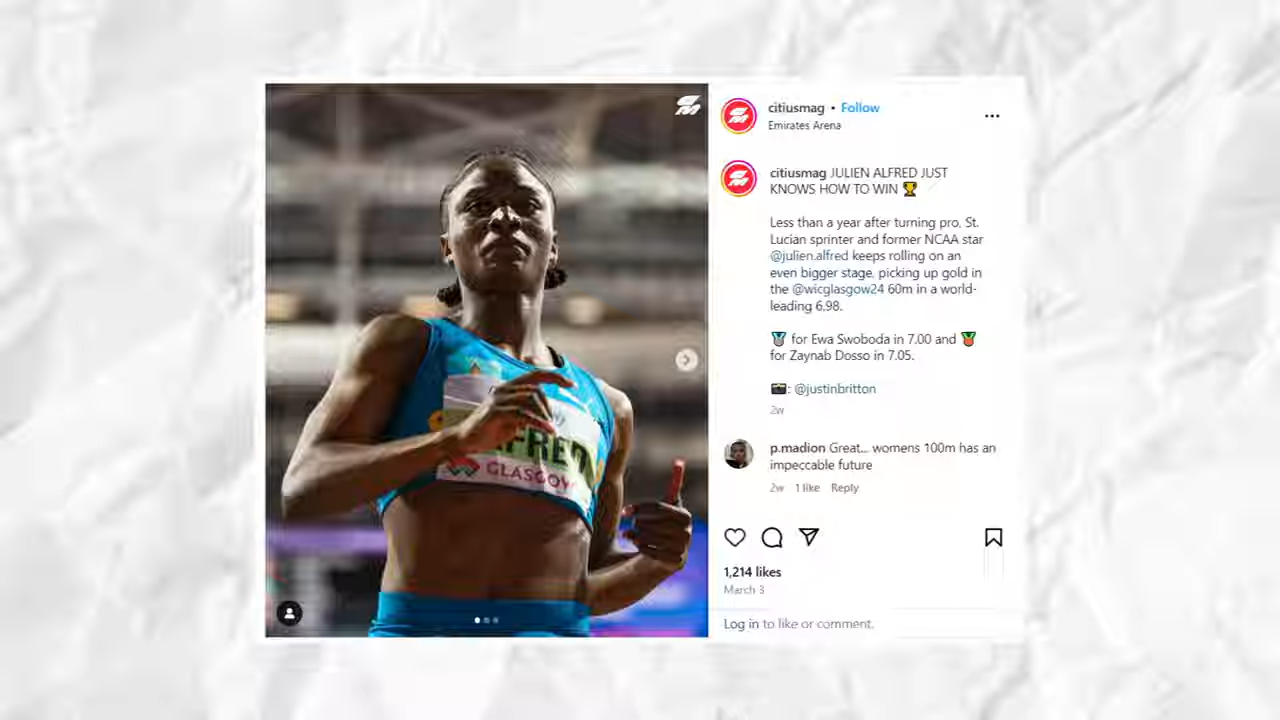 citiusmag • Follow
Emirates Arena
citiusmag JULIEN ALFRED JUST
KNOWS HOW TO WIN 🏆
Less than a year after turning pro, St.
Lucian sprinter and former NCAA star
@julien.alfred keeps rolling on an
even bigger stage, picking up gold in
the @wicglasgow24 60m in a world-
leading 6.98.
🥈 for Ewa Swoboda in 7.00 and 🥉
for Zaynab Dosso in 7.05.
📸: @justinbritton
2w
p.madion Great... womens 100m has an
impeccable future
2w 1 like Reply
1,214 likes
March 3
Log in to like or comment.
GLASGOW